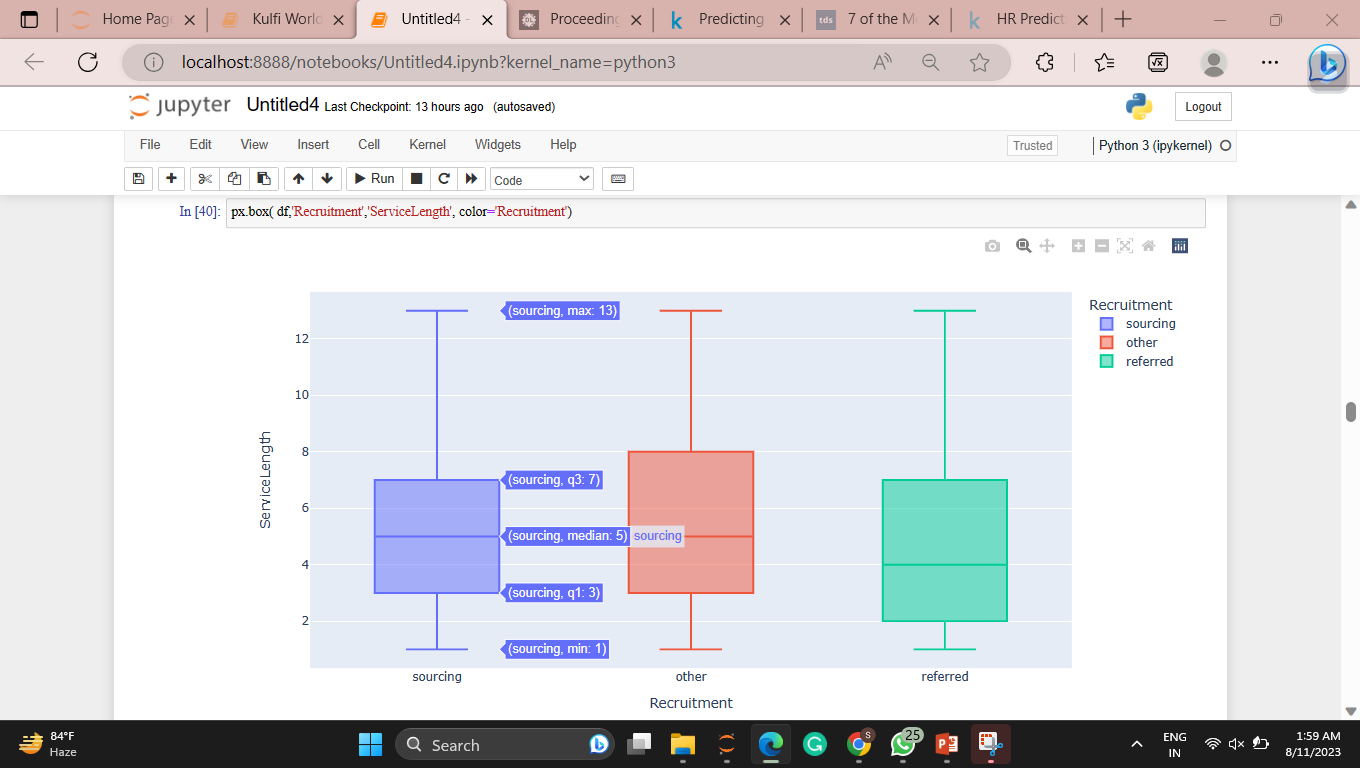 Home Page
Kulfi World
Untitled4 -
Proceeding
Predicting
tds
7 of the M
HR Predict
localhost:8888/notebooks/Untitled4.ipynb?kernel_name=python3
jupyter Untitled4 Last Checkpoint: 13 hours ago (autosaved)
Logout
File Edit View Insert Cell Kernel Widgets Help
Trusted
Python 3 (ipykernel)
Run
Code
In [40]: px.box( df,'Recruitment','ServiceLength', color='Recruitment')
Recruitment
sourcing
other
referred
(sourcing, max: 13)
(sourcing, q3: 7)
(sourcing, median: 5) sourcing
(sourcing, q1: 3)
(sourcing, min: 1)
12
10
8
6
4
2
ServiceLength
sourcing other referred
Recruitment
84°F
Haze
Search
S
25
ENG
IN
1:59 AM
8/11/2023